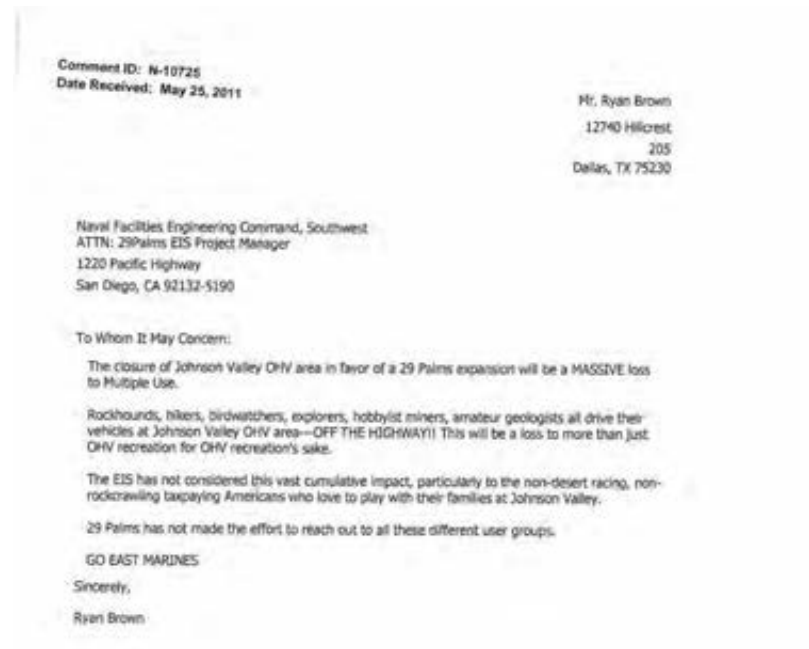 Comment ID: N-10725
Date Received: May 25, 2011
Mr. Ryan Brown
12740 Hillcrest
205
Dallas, TX 75230
Naval Facilities Engineering Command, Southwest
ATTN: 29Palms EIS Project Manager
1220 Pacific Highway
San Diego, CA 92132-5190
To Whom It May Concern:
The closure of Johnson Valley OHV area in favor of a 29 Palms expansion will be a MASSIVE loss
to Multiple Use.
Rockhounds, hikers, birdwatchers, explorers, hobbyist miners, amateur geologists all drive their
vehicles at Johnson Valley OHV area---OFF THE HIGHWAY!! This will be a loss to more than just
OHV recreation for OHV recreation's sake.
The EIS has not considered this vast cumulative impact, particularly to the non-desert racing, non-
rockcrawling taxpaying Americans who love to play with their families at Johnson Valley.
29 Palms has not made the effort to reach out to all these different user groups.
GO EAST MARINES
Sincerely,
Ryan Brown